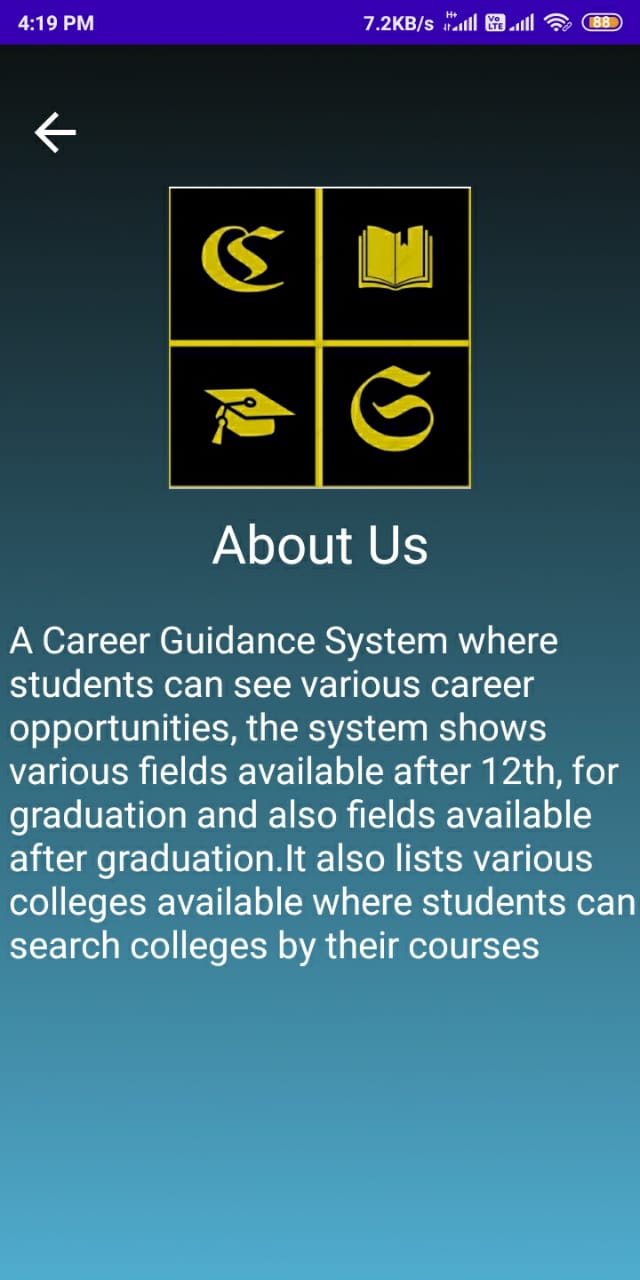 4:19 PM 7.2KB/s H+ Vo LTE 88
About Us
A Career Guidance System where
students can see various career
opportunities, the system shows
various fields available after 12th, for
graduation and also fields available
after graduation.It also lists various
colleges available where students can
search colleges by their courses